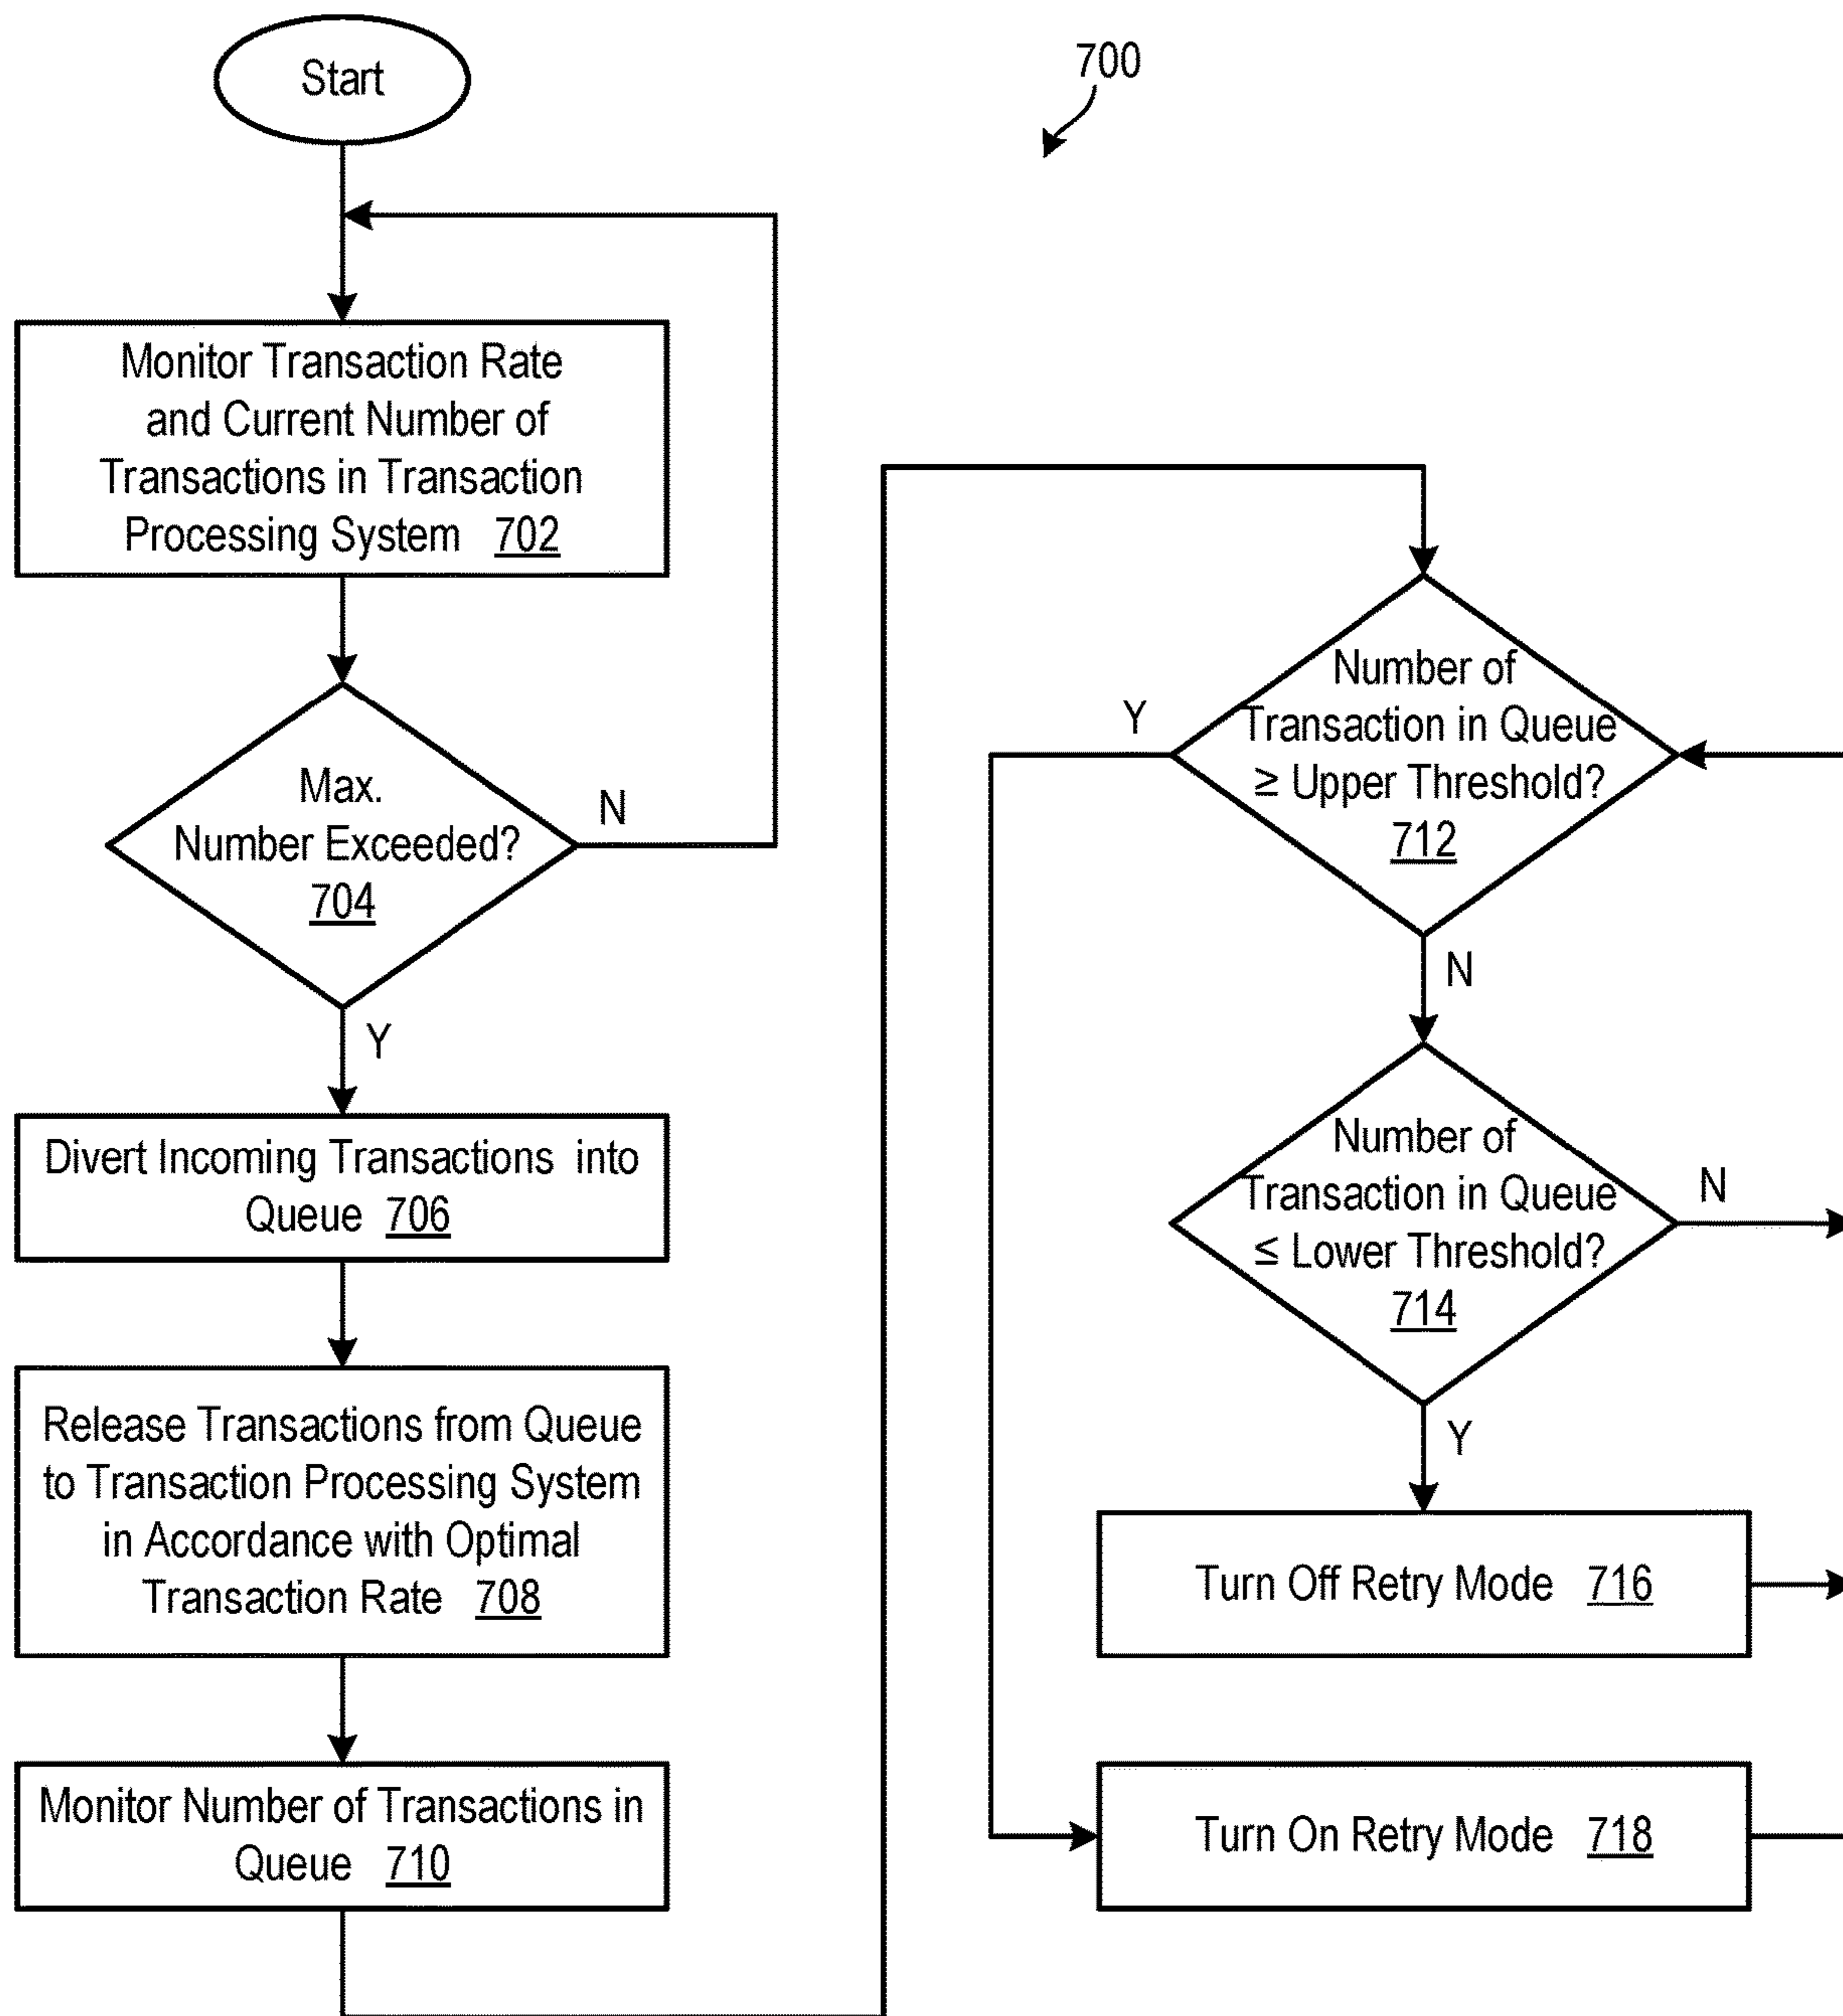 Start
700
Monitor Transaction Rate
and Current Number of
Transactions in Transaction
Processing System 702
Max.
Number Exceeded?
704
N
Y
Divert Incoming Transactions into
Queue 706
Release Transactions from Queue
to Transaction Processing System
in Accordance with Optimal
Transaction Rate 708
Monitor Number of Transactions in
Queue 710
Number of
Transaction in Queue
≥ Upper Threshold?
712
Y
N
Number of
Transaction in Queue
≤ Lower Threshold?
714
N
Y
Turn Off Retry Mode 716
Turn On Retry Mode 718